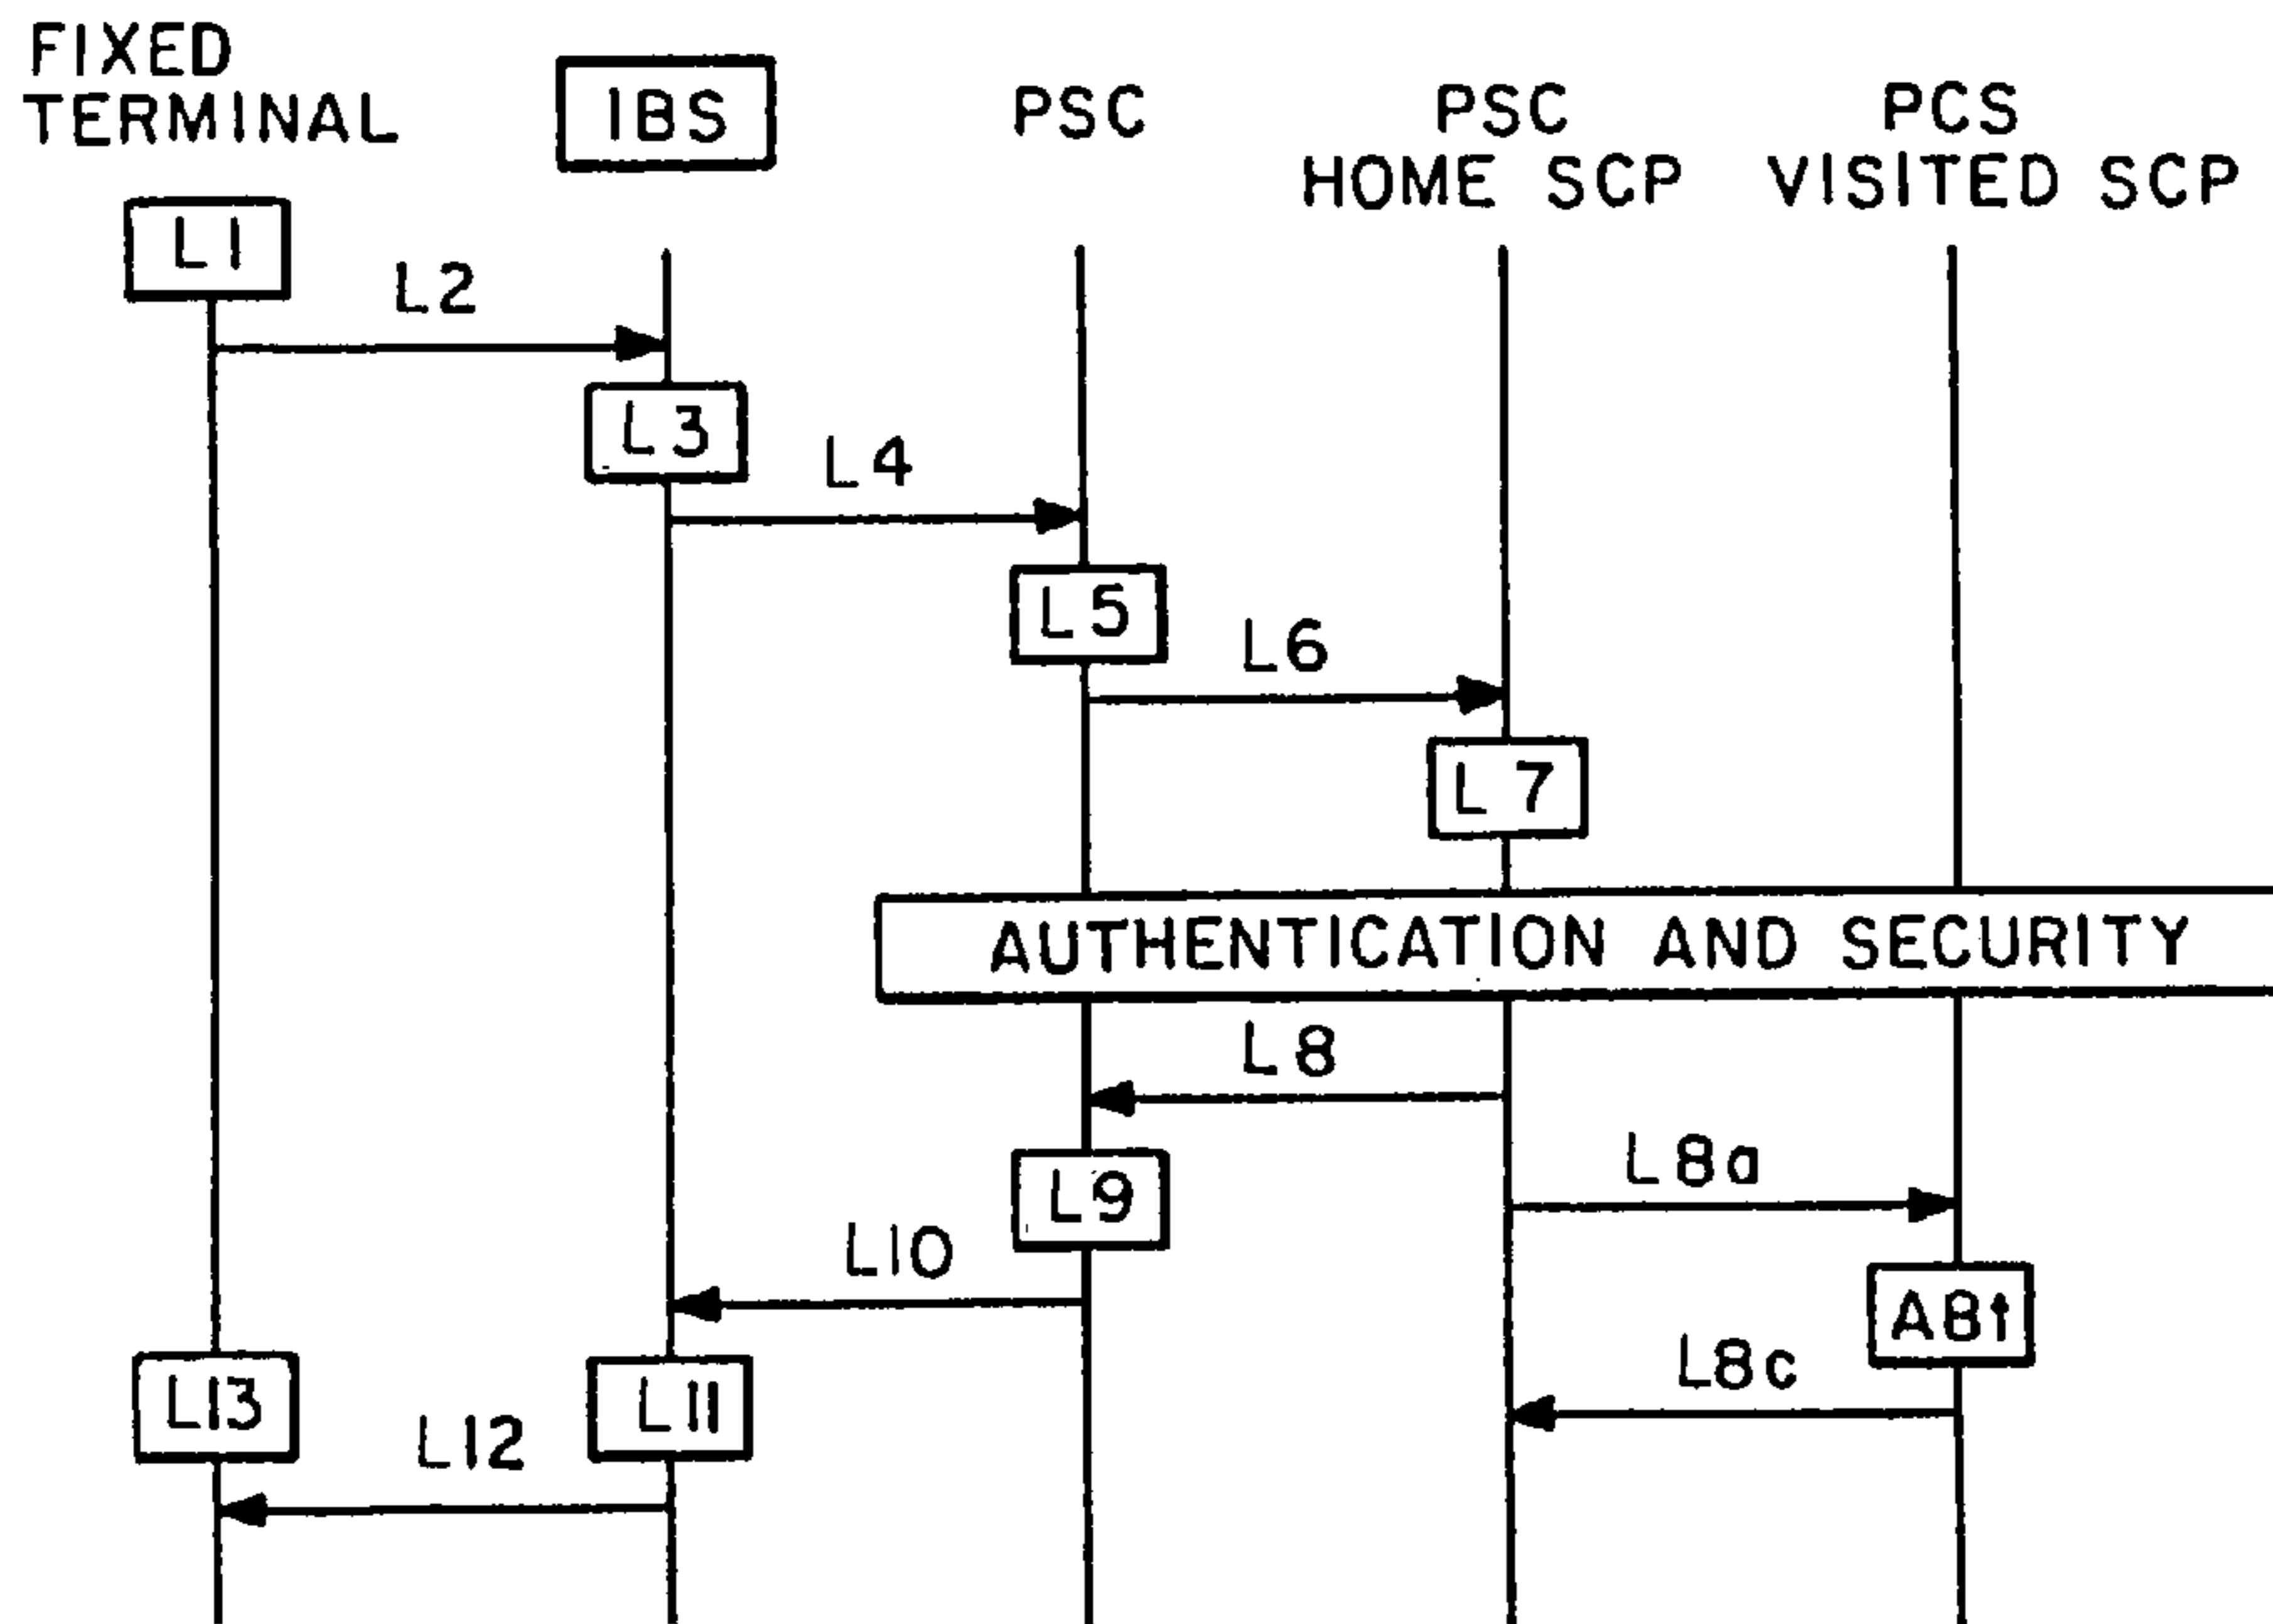 FIXED
TERMINAL
IBS
PSC
PSC
HOME SCP
PCS
VISITED SCP
L1
L2
L3
L4
L5
L6
L7
AUTHENTICATION AND SECURITY
L8
L8a
L9
L10
A8t
L8c
L13
L11
L12